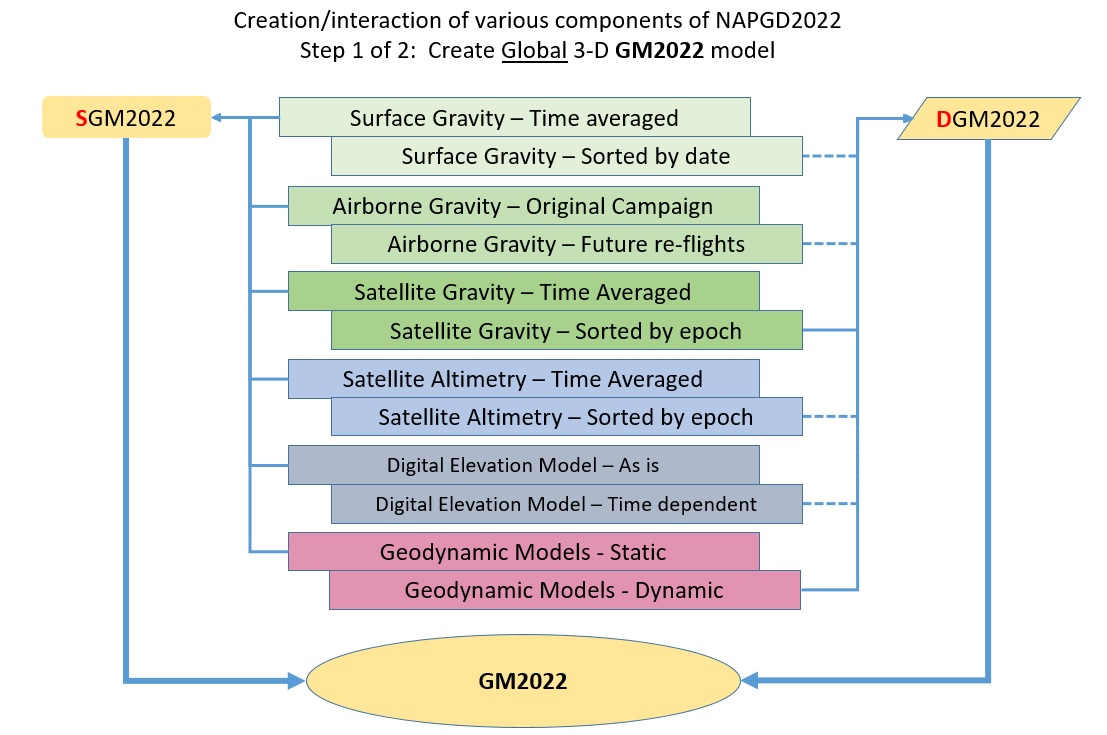 Creation/interaction of various components of NAPGD2022
Step 1 of 2:  Create Global 3-D GM2022 model
SGM2022
Surface Gravity – Time averaged
DGM2022
Surface Gravity – Sorted by date
Airborne Gravity – Original Campaign
Airborne Gravity – Future re-flights
Satellite Gravity – Time Averaged
Satellite Gravity – Sorted by epoch
Satellite Altimetry – Time Averaged
Satellite Altimetry – Sorted by epoch
Digital Elevation Model – As is
Digital Elevation Model – Time dependent
Geodynamic Models - Static
Geodynamic Models - Dynamic
GM2022